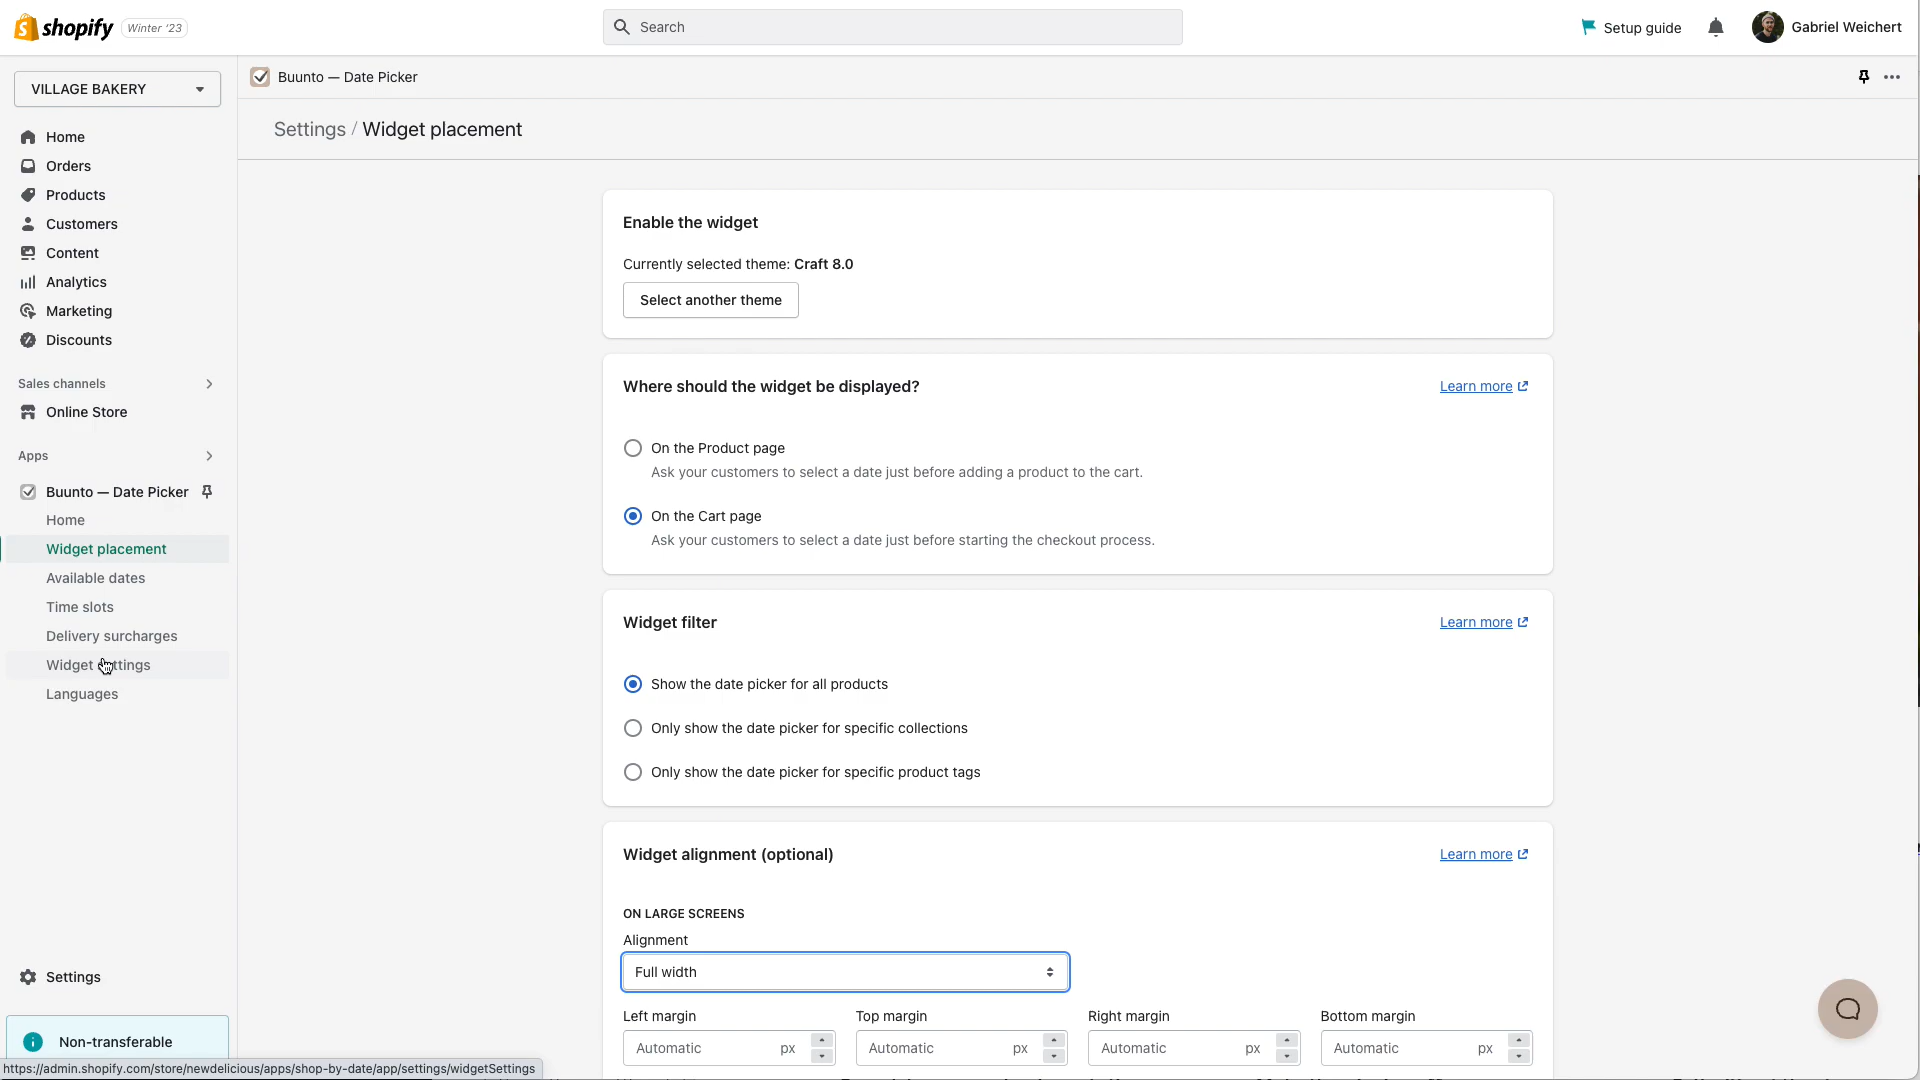 shopify
Winter '23
Search
Setup guide
Gabriel Weichert
VILLAGE BAKERY
Buunto — Date Picker
Settings / Widget placement
Home
Orders
Products
Customers
Content
Analytics
Marketing
Discounts
Sales channels
Online Store
Apps
Buunto — Date Picker
Home
Widget placement
Available dates
Time slots
Delivery surcharges
Widget
Languages
Settings
Non-transferable
https://admin.shopify.com/store/newdelicious/apps/shop-by-date/app/settings/widgetSettings
Enable the widget
Currently selected theme: Craft 8.0
Select another theme
Where should the widget be displayed?
Learn more
On the Product page
Ask your customers to select a date just before adding a product to the cart.
On the Cart page
Ask your customers to select a date just before starting the checkout process.
Widget filter
Learn more
Show the date picker for all products
Only show the date picker for specific collections
Only show the date picker for specific product tags
Widget alignment (optional)
Learn more
ON LARGE SCREENS
Alignment
Full width
Left margin Top margin Right margin Bottom margin
Automatic px Automatic px Automatic px Automatic px